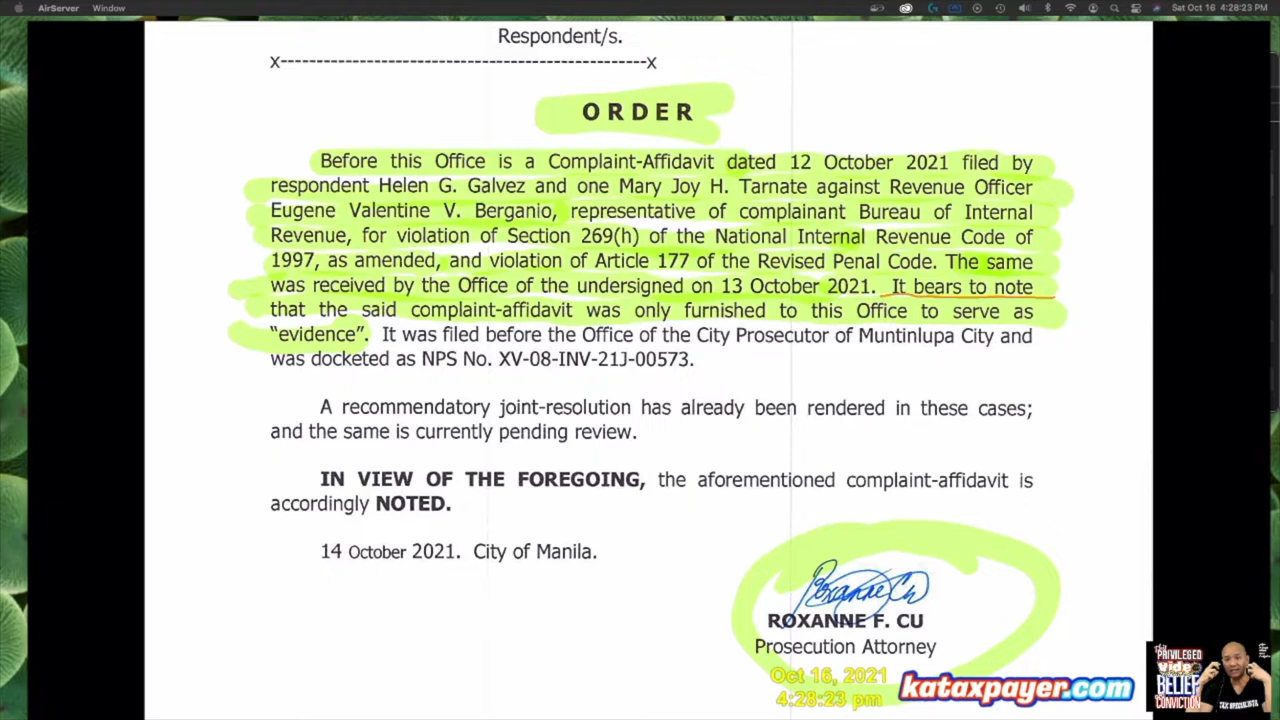 AirServer Window Sat Oct 16 4:28:23 PM
Respondent/s.
x--------------------------------------------------x
ORDER
Before this Office is a Complaint-Affidavit dated 12 October 2021 filed by
respondent Helen G. Galvez and one Mary Joy H. Tarnate against Revenue Officer
Eugene Valentine V. Berganio, representative of complainant Bureau of Internal
Revenue, for violation of Section 269(h) of the National Internal Revenue Code of
1997, as amended, and violation of Article 177 of the Revised Penal Code. The same
was received by the Office of the undersigned on 13 October 2021. It bears to note
that the said complaint-affidavit was only furnished to this Office to serve as
“evidence”. It was filed before the Office of the City Prosecutor of Muntinlupa City and
was docketed as NPS No. XV-08-INV-21J-00573.
A recommendatory joint-resolution has already been rendered in these cases;
and the same is currently pending review.
IN VIEW OF THE FOREGOING, the aforementioned complaint-affidavit is
accordingly NOTED.
14 October 2021. City of Manila.
ROXANNE F. CU
Prosecution Attorney
Oct 16, 2021
4:28:23 pm
kataxpayer.com
PRIVILEGED
Video
BELIEF
CONVICTION
TAX SPECIALISTA